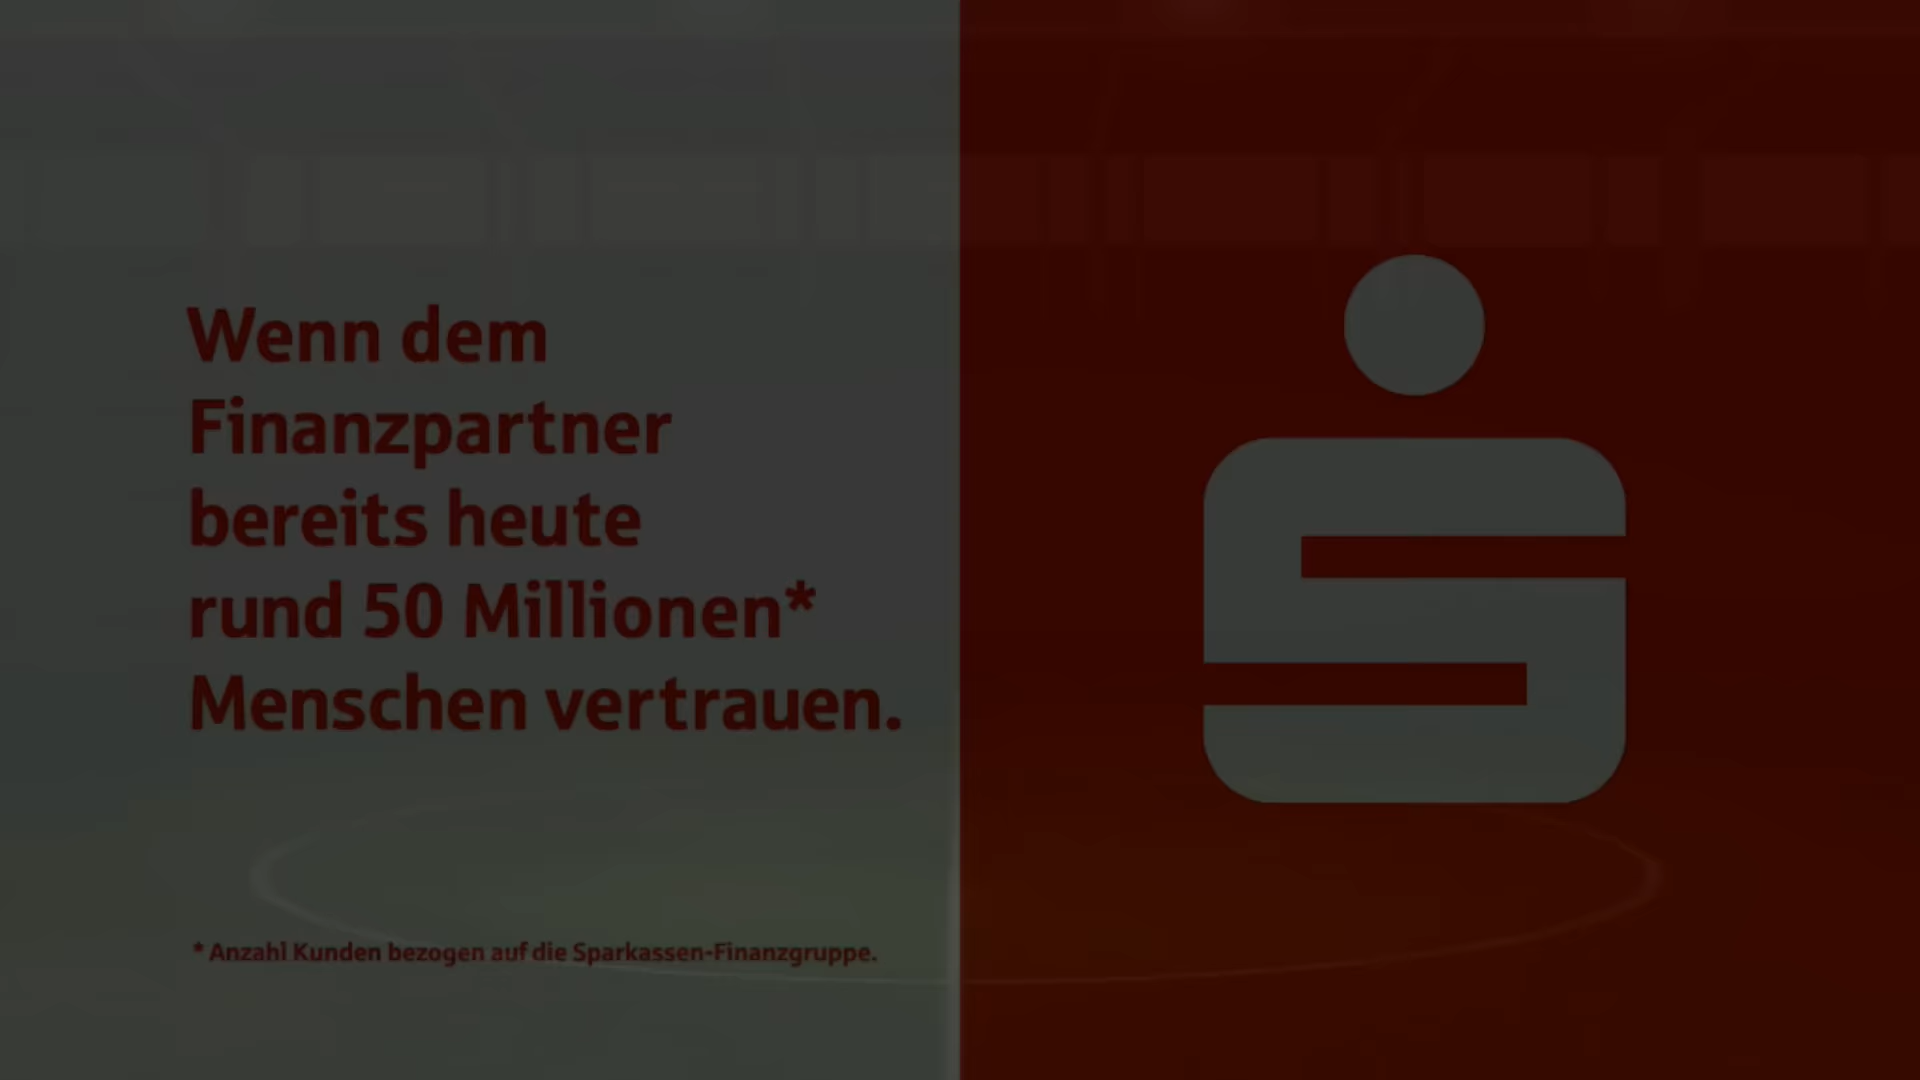 Wenn dem
Finanzpartner
bereits heute
rund 50 Millionen*
Menschen vertrauen.
* Anzahl Kunden bezogen auf die Sparkassen-Finanzgruppe.